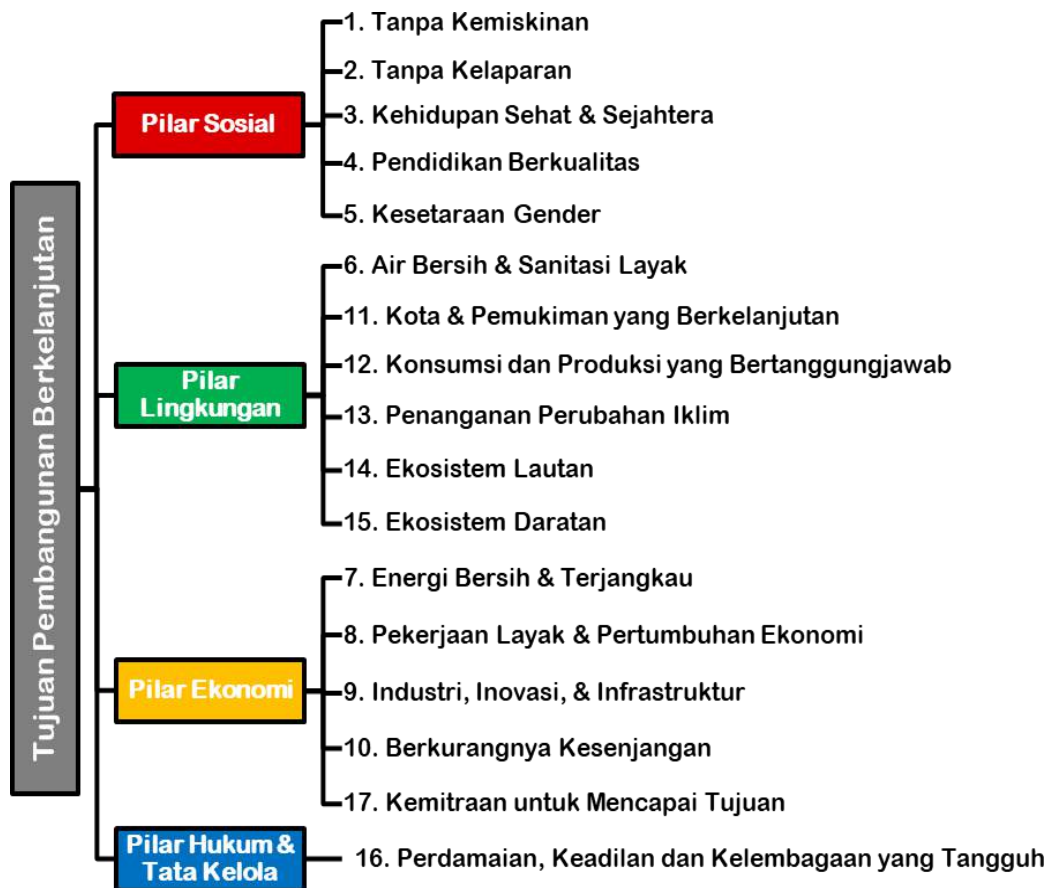 Tujuan Pembangunan Berkelanjutan
Pilar Sosial
1. Tanpa Kemiskinan
2. Tanpa Kelaparan
3. Kehidupan Sehat & Sejahtera
4. Pendidikan Berkualitas
5. Kesetaraan Gender
Pilar
Lingkungan
6. Air Bersih & Sanitasi Layak
11. Kota & Pemukiman yang Berkelanjutan
12. Konsumsi dan Produksi yang Bertanggungjawab
13. Penanganan Perubahan Iklim
14. Ekosistem Lautan
15. Ekosistem Daratan
Pilar Ekonomi
7. Energi Bersih & Terjangkau
8. Pekerjaan Layak & Pertumbuhan Ekonomi
9. Industri, Inovasi, & Infrastruktur
10. Berkurangnya Kesenjangan
17. Kemitraan untuk Mencapai Tujuan
Pilar Hukum &
Tata Kelola
16. Perdamaian, Keadilan dan Kelembagaan yang Tangguh